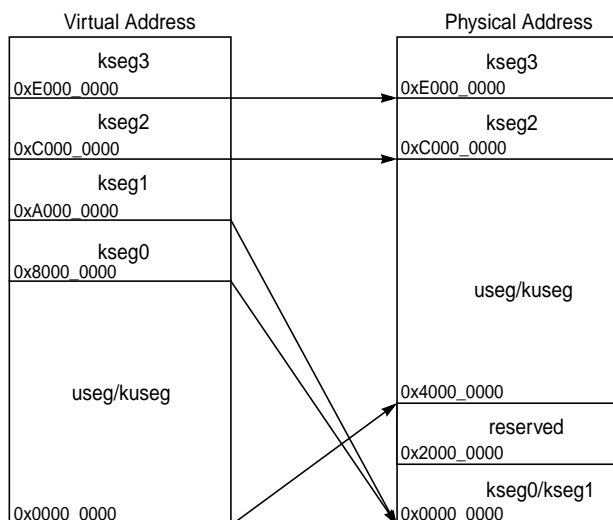 Virtual Address
kseg3
0xE000_0000
kseg2
0xC000_0000
kseg1
0xA000_0000
kseg0
0x8000_0000
useg/kuseg
0x0000_0000
Physical Address
kseg3
0xE000_0000
kseg2
0xC000_0000
useg/kuseg
0x4000_0000
reserved
0x2000_0000
kseg0/kseg1
0x0000_0000